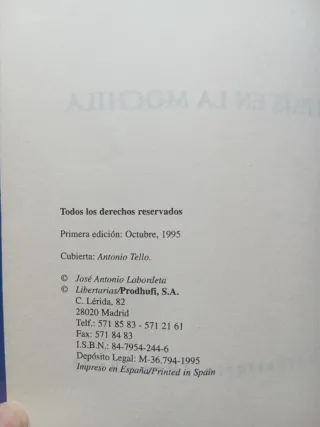 Todos los derechos reservados
Primera edición: Octubre, 1995
Cubierta: Antonio Tello.
© José Antonio Labordeta
© Libertarias/Prodhufi, S.A.
C. Lérida, 82
28020 Madrid
Telf.: 571 85 83 - 571 21 61
Fax: 571 84 83
I.S.B.N.: 84-7954-244-6
Depósito Legal: M-36.794-1995
Impreso en España/Printed in Spain